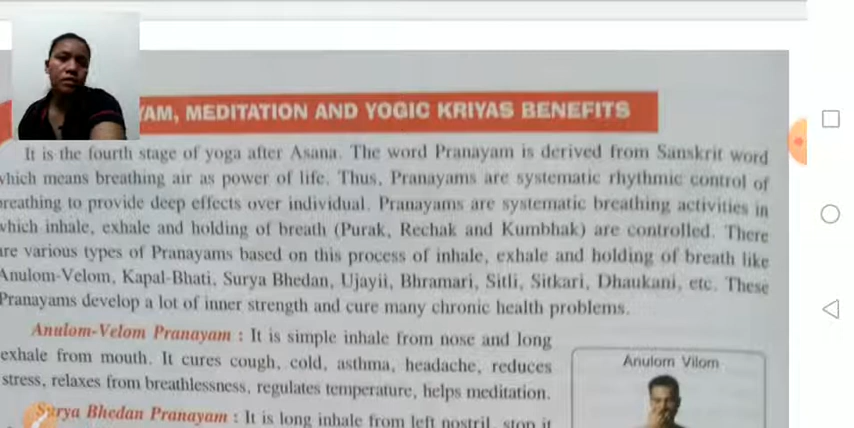 YAM, MEDITATION AND YOGIC KRIYAS BENEFITS
It is the fourth stage of yoga after Asana. The word Pranayam is derived from Sanskrit word
which means breathing air as power of life. Thus, Pranayams are systematic rhythmic control of
breathing to provide deep effects over individual. Pranayams are systematic breathing activities in
which inhale, exhale and holding of breath (Purak, Rechak and Kumbhak) are controlled. There
are various types of Pranayams based on this process of inhale, exhale and holding of breath like
Anulom-Velom, Kapal-Bhati, Surya Bhedan, Ujayii, Bhramari, Sitli, Sitkari, Dhaukani, etc. These
Pranayams develop a lot of inner strength and cure many chronic health problems.
Anulom-Velom Pranayam : It is simple inhale from nose and long
exhale from mouth. It cures cough, cold, asthma, headache, reduces
stress, relaxes from breathlessness, regulates temperature, helps meditation.
Anulom Vilom
Surya Bhedan Pranayam : It is long inhale from left nostril, stop it